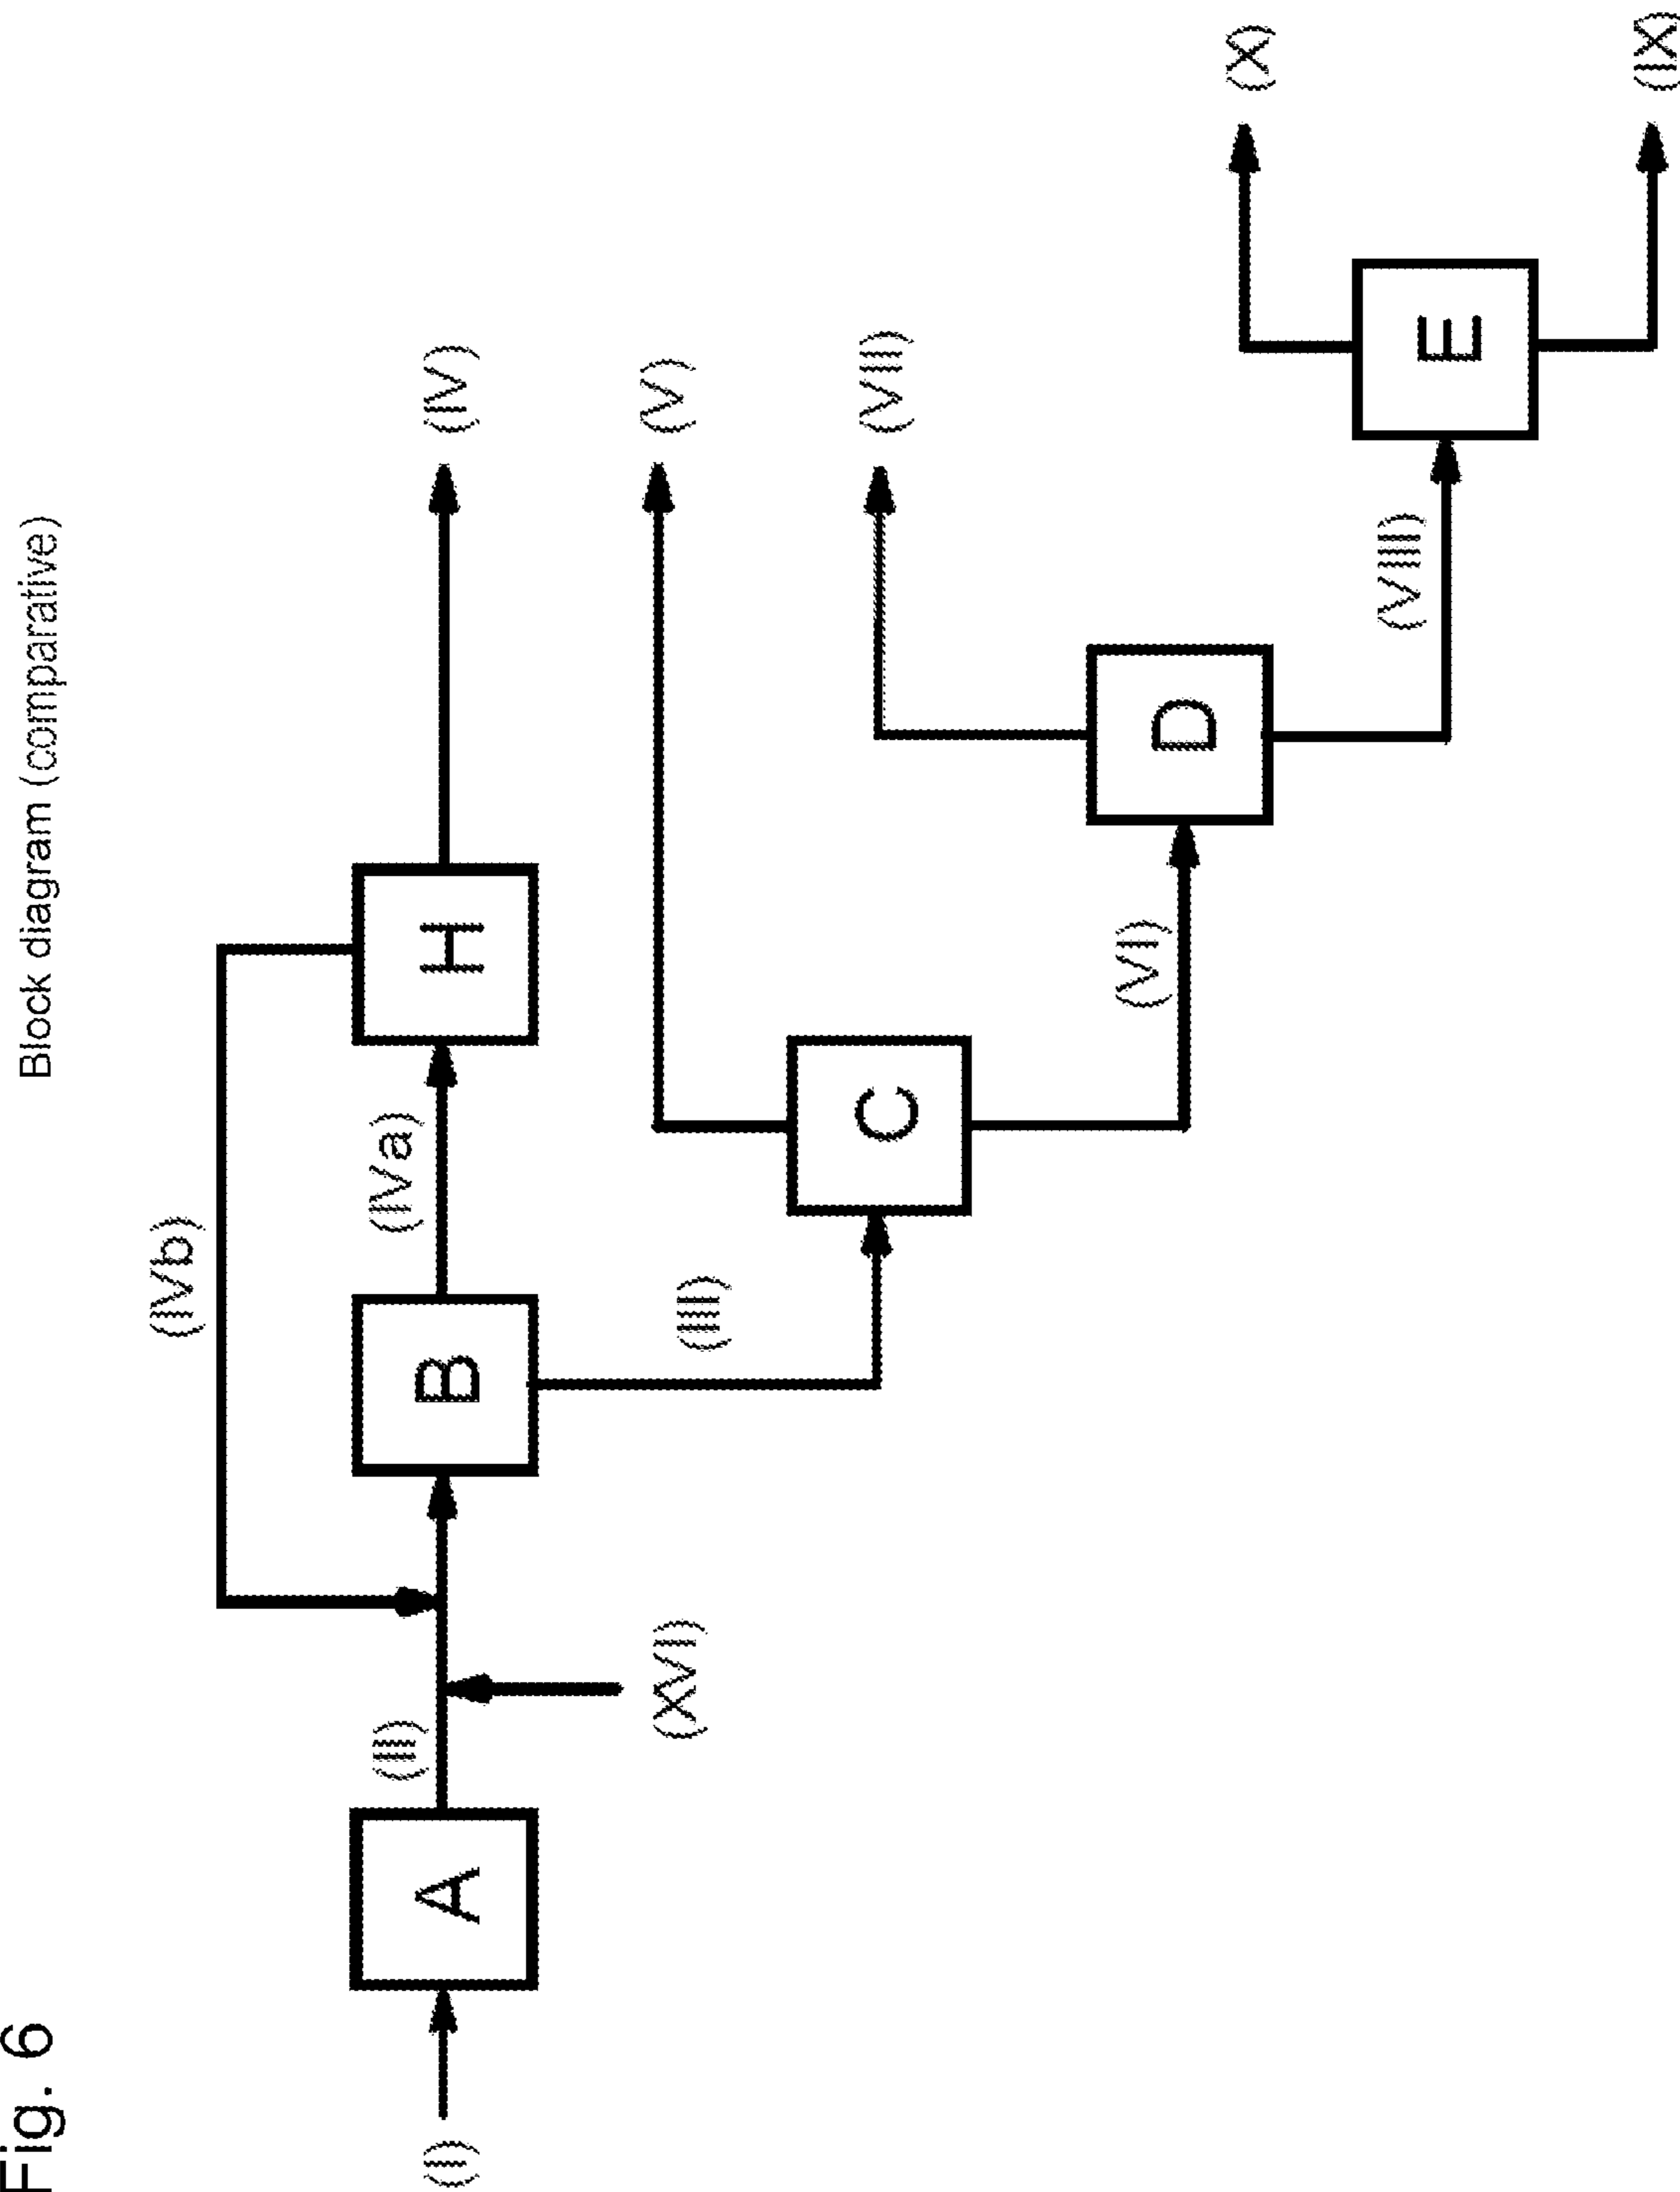 Fig. 6
Block diagram (comparative)
(IVb)
(I)
A
(II)
(XVI)
B
(IVa)
H
(IV)
(III)
C
(V)
(VI)
D
(VII)
(VIII)
E
(X)
(IX)